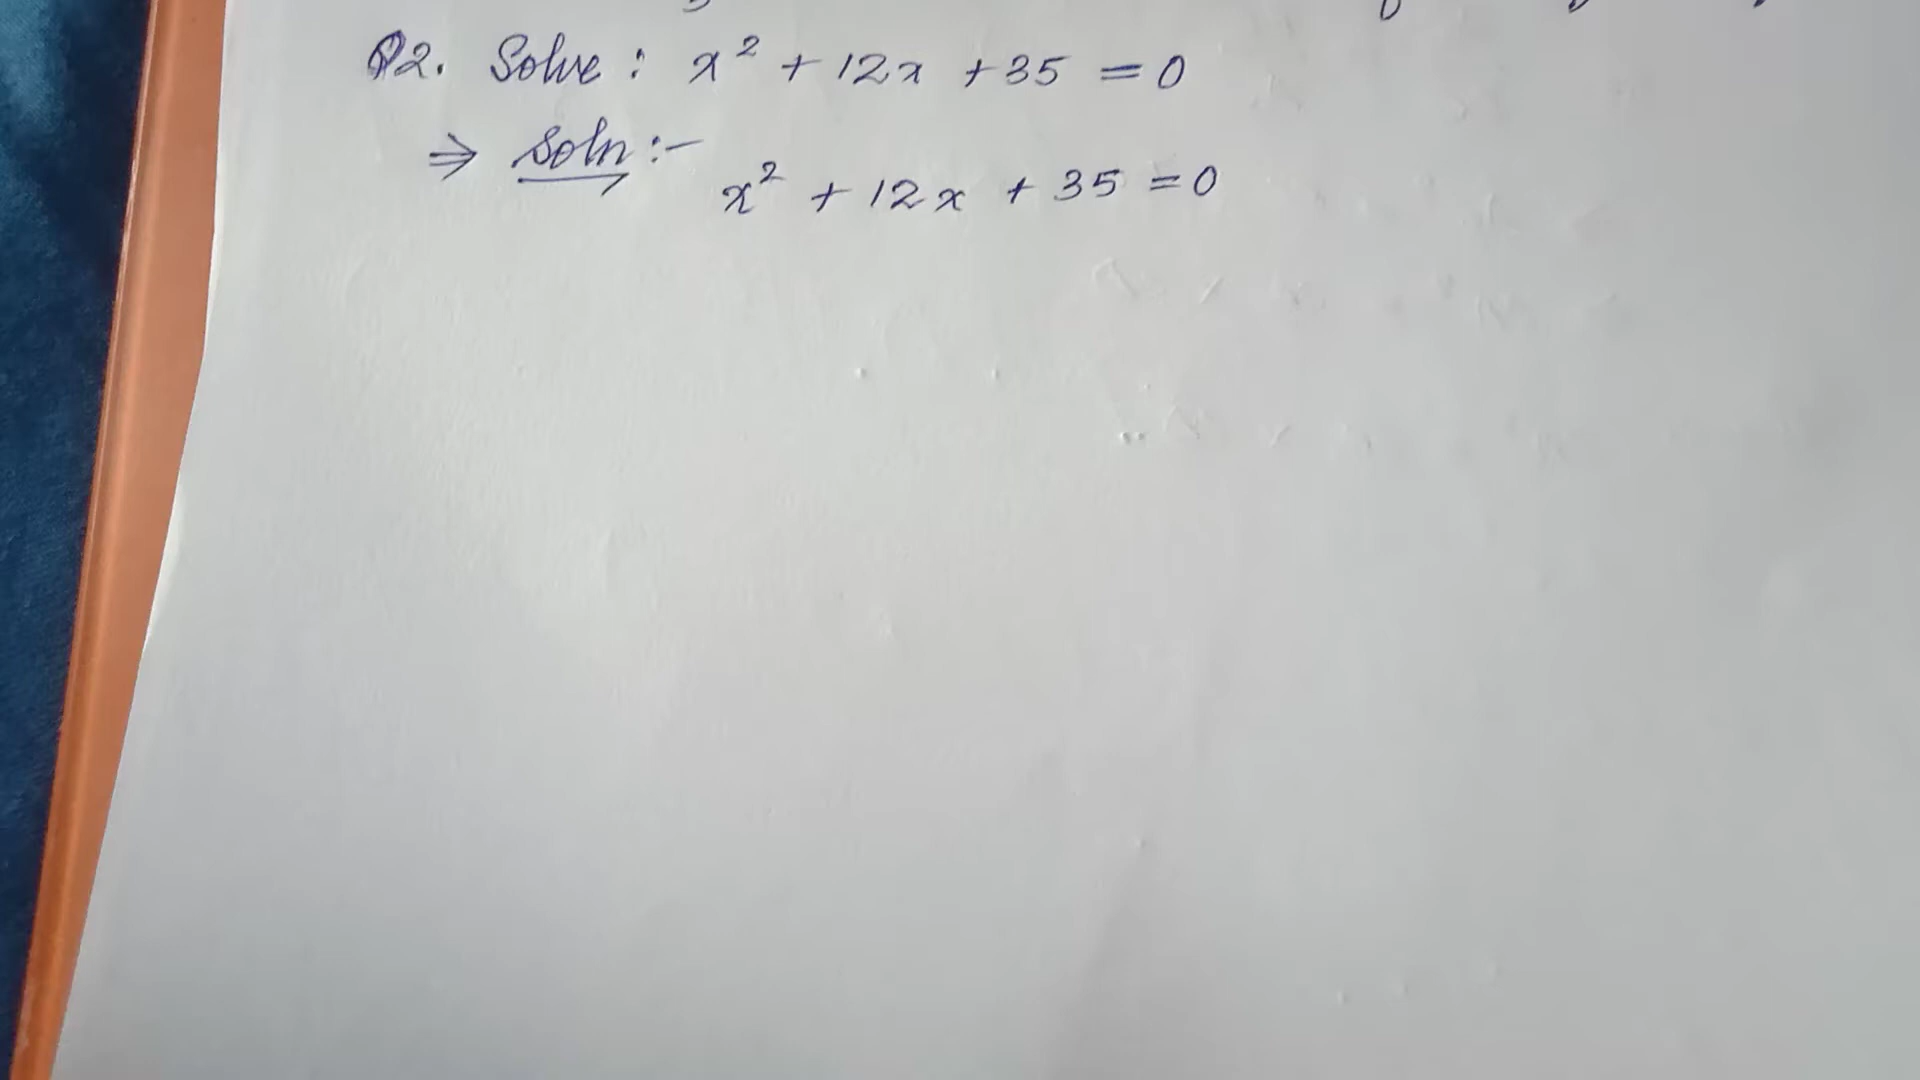 Q2. Solve : x² + 12x + 35 = 0
⇒ Soln :-
x² + 12x + 35 = 0